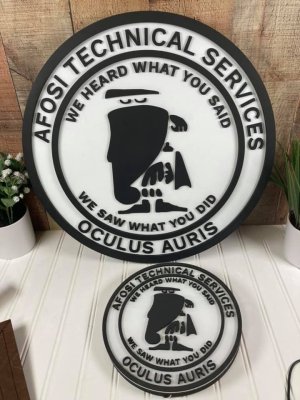 AFOSI TECHNICAL SERVICES
WE HEARD WHAT YOU SAID
WE SAW WHAT YOU DID
OCULUS AURIS
AFOSI TECHNICAL SERVICES
WE HEARD WHAT YOU SAID
WE SAW WHAT YOU DID
OCULUS AURIS